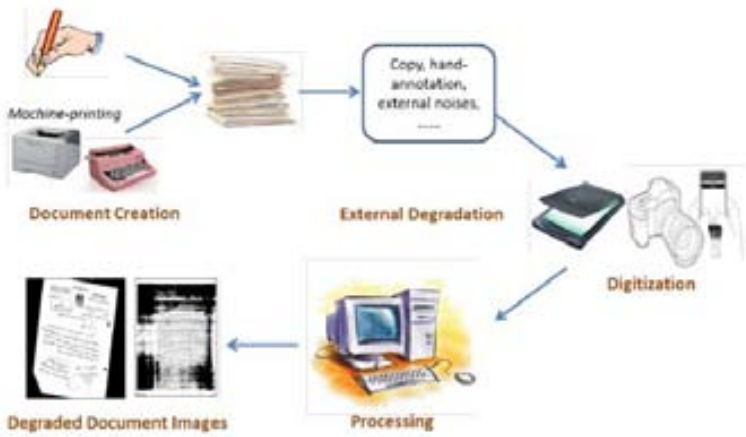 Machine-printing
Copy, hand-
annotation,
external noises,
......
Document Creation
External Degradation
Digitization
Degraded Document Images
Processing